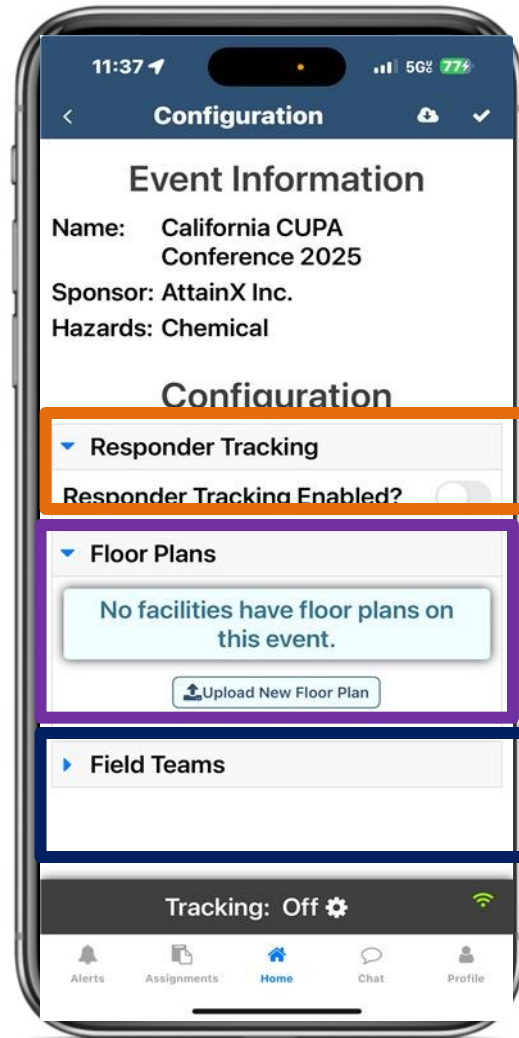 11:37 5G 77
Configuration
Event Information
Name: California CUPA
Conference 2025
Sponsor: AttainX Inc.
Hazards: Chemical
Configuration
Responder Tracking
Responder Tracking Enabled?
Floor Plans
No facilities have floor plans on
this event.
Upload New Floor Plan
Field Teams
Tracking: Off
Alerts Assignments Home Chat Profile